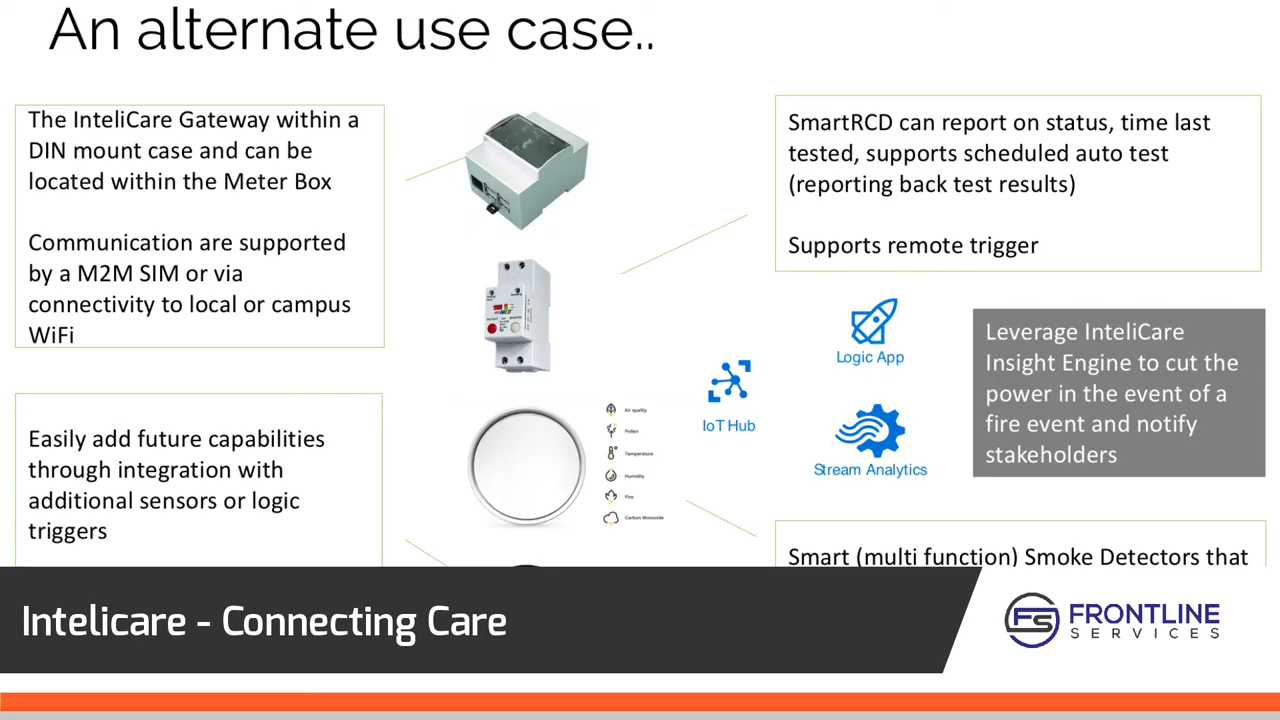 An alternate use case..
The InteliCare Gateway within a
DIN mount case and can be
located within the Meter Box
Communication are supported
by a M2M SIM or via
connectivity to local or campus
WiFi
SmartRCD can report on status, time last
tested, supports scheduled auto test
(reporting back test results)
Supports remote trigger
Logic App
IoT Hub
Stream Analytics
Leverage InteliCare
Insight Engine to cut the
power in the event of a
fire event and notify
stakeholders
Easily add future capabilities
through integration with
additional sensors or logic
triggers
Air quality
Pollen
Temperature
Humidity
Fire
Carbon Monoxide
Smart (multi function) Smoke Detectors that
Intelicare - Connecting Care
FS
FRONTLINE
SERVICES